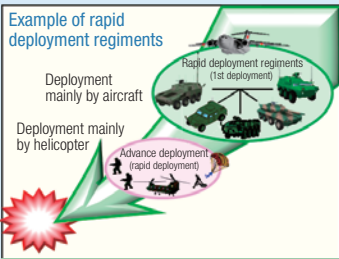 Example of rapid
deployment regiments
Rapid deployment regiments
(1st deployment)
Deployment
mainly by aircraft
Deployment mainly
by helicopter
Advance deployment
(rapid deployment)